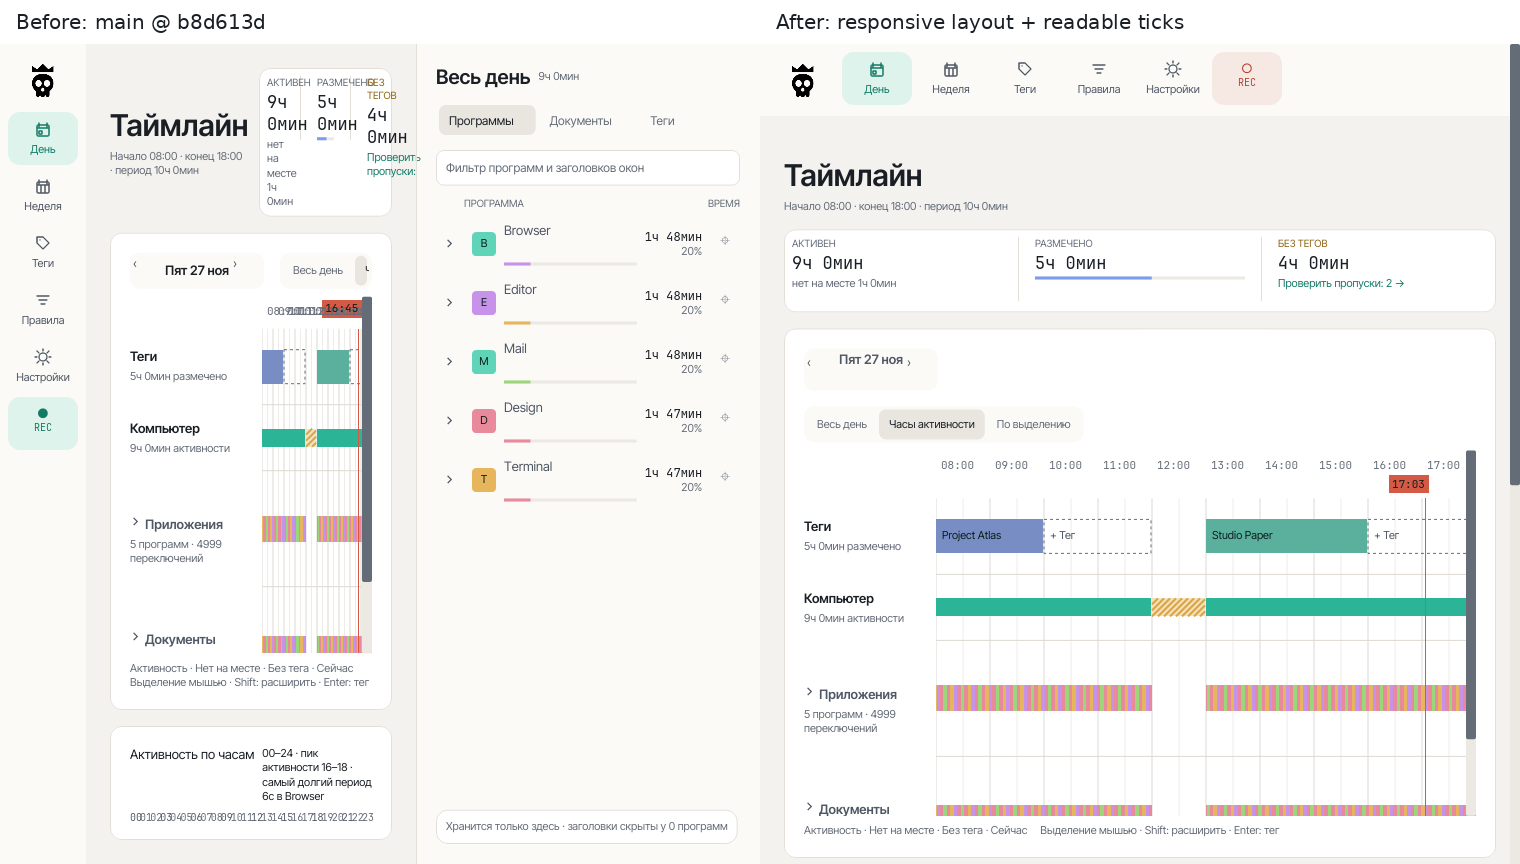 Before: main @ b8d613d
День
Неделя
Теги
Правила
Настройки
REC
Таймлайн
Начало 08:00 · конец 18:00
· период 10ч 0мин
АКТИВЕН
9ч
0мин
нет
на
месте
1ч
0мин
РАЗМЕЧЕНО
5ч
0мин
БЕЗ
ТЕГОВ
4ч
0мин
Проверить
пропуски:
‹ Пят 27 ноя ›
Весь день
16:45
Теги
5ч 0мин размечено
Компьютер
9ч 0мин активности
Приложения
5 программ · 4999
переключений
Документы
Активность · Нет на месте · Без тега · Сейчас
Выделение мышью · Shift: расширить · Enter: тег
Активность по часам
00–24 · пик
активности 16–18 ·
самый долгий период
6с в Browser
Весь день 9ч 0мин
Программы Документы Теги
Фильтр программ и заголовков окон
ПРОГРАММА ВРЕМЯ
B Browser 1ч 48мин
20%
E Editor 1ч 48мин
20%
M Mail 1ч 48мин
20%
D Design 1ч 47мин
20%
T Terminal 1ч 47мин
20%
Хранится только здесь · заголовки скрыты у 0 программ
After: responsive layout + readable ticks
День Неделя Теги Правила Настройки REC
Таймлайн
Начало 08:00 · конец 18:00 · период 10ч 0мин
АКТИВЕН
9ч 0мин
нет на месте 1ч 0мин
РАЗМЕЧЕНО
5ч 0мин
БЕЗ ТЕГОВ
4ч 0мин
Проверить пропуски: 2 →
‹ Пят 27 ноя ›
Весь день Часы активности По выделению
08:00 09:00 10:00 11:00 12:00 13:00 14:00 15:00 16:00 17:00
17:03
Теги
5ч 0мин размечено
Project Atlas + Тег Studio Paper + Тег
Компьютер
9ч 0мин активности
Приложения
5 программ · 4999
переключений
Документы
Активность · Нет на месте · Без тега · Сейчас Выделение мышью · Shift: расширить · Enter: тег